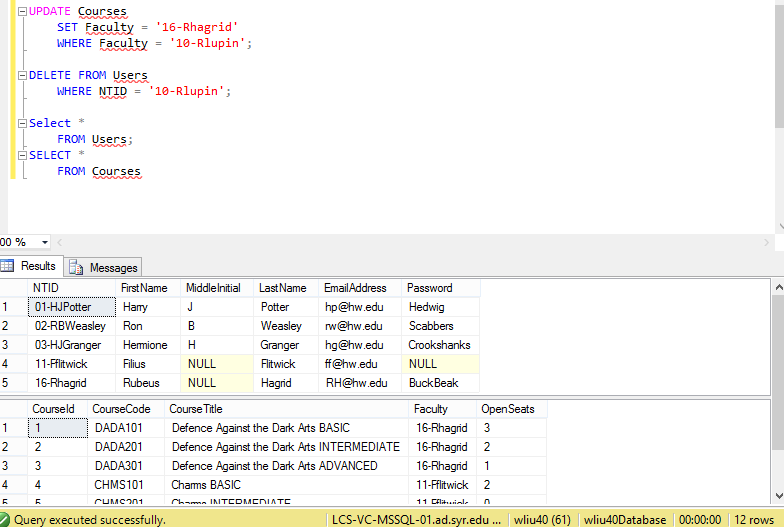 UPDATE Courses
SET Faculty = '16-Rhagrid'
WHERE Faculty = '10-Rlupin';
DELETE FROM Users
WHERE NTID = '10-Rlupin';
Select *
FROM Users;
SELECT *
FROM Courses
00 %
Results Messages
NTID FirstName MiddleInitial LastName EmailAddress Password
1 01-HJPotter Harry J Potter hp@hw.edu Hedwig
2 02-RBWeasley Ron B Weasley rw@hw.edu Scabbers
3 03-HJGranger Hermione H Granger hg@hw.edu Crookshanks
4 11-Fflitwick Filius NULL Flitwick ff@hw.edu NULL
5 16-Rhagrid Rubeus NULL Hagrid RH@hw.edu BuckBeak
CourseId CourseCode CourseTitle Faculty OpenSeats
1 1 DADA101 Defence Against the Dark Arts BASIC 16-Rhagrid 3
2 2 DADA201 Defence Against the Dark Arts INTERMEDIATE 16-Rhagrid 2
3 3 DADA301 Defence Against the Dark Arts ADVANCED 16-Rhagrid 1
4 4 CHMS101 Charms BASIC 11-Fflitwick 2
5 5 CHMS201 Charms INTERMEDIATE 11-Fflitwick 0
Query executed successfully. LCS-VC-MSSQL-01.ad.syr.edu ... wliu40 (61) wliu40Database 00:00:00 12 rows